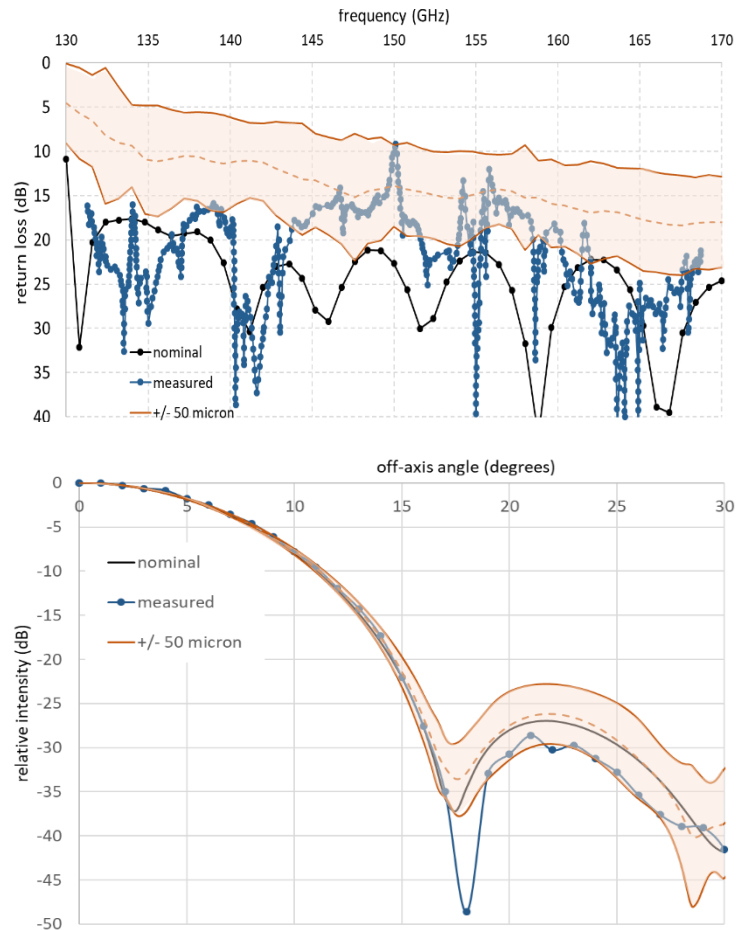 frequency (GHz)
130 135 140 145 150 155 160 165 170
0
5
10
15
20
25
30
35
40
return loss (dB)
nominal
measured
+/- 50 micron
off-axis angle (degrees)
0 5 10 15 20 25 30
0
-5
-10
-15
-20
-25
-30
-35
-40
-45
-50
relative intensity (dB)
nominal
measured
+/- 50 micron